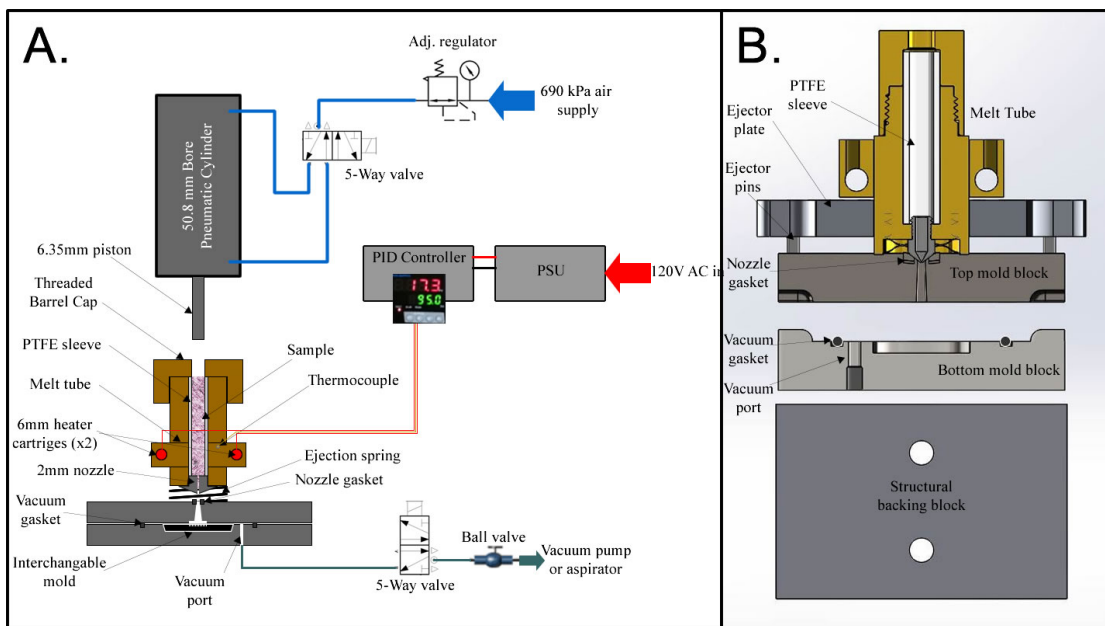 A.
Adj. regulator
690 kPa air
supply
50.8 mm Bore
Pneumatic Cylinder
5-Way valve
6.35mm piston
PID Controller
17.3
95.0
PSU
120V AC in
Threaded
Barrel Cap
PTFE sleeve
Sample
Melt tube
Thermocouple
6mm heater
cartriges (x2)
2mm nozzle
Ejection spring
Nozzle gasket
Vacuum
gasket
Interchangable
mold
Vacuum
port
5-Way valve
Ball valve
Vacuum pump
or aspirator
B.
PTFE
sleeve
Melt Tube
Ejector
plate
Ejector
pins
Nozzle
gasket
Top mold block
Vacuum
gasket
Vacuum
port
Bottom mold block
Structural
backing block